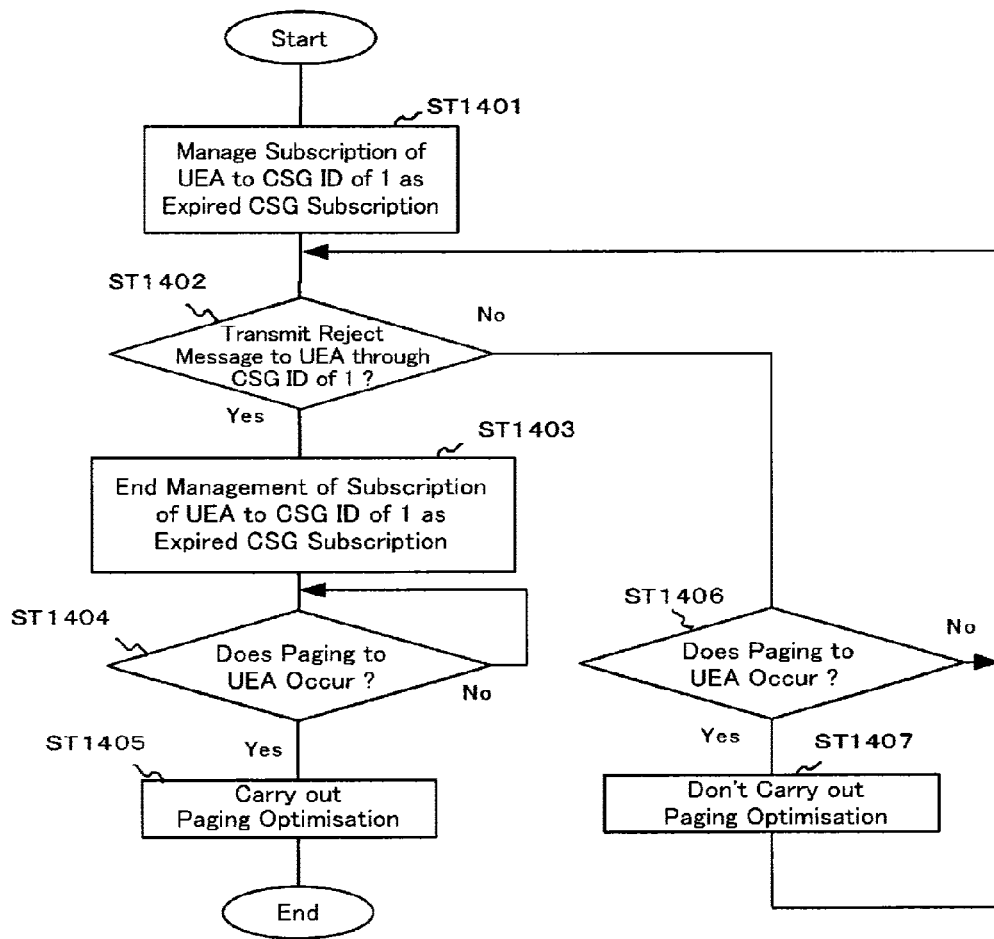 Start
ST1401
Manage Subscription of
UEA to CSG ID of 1 as
Expired CSG Subscription
ST1402
Transmit Reject
Message to UEA through
CSG ID of 1 ?
No
Yes
ST1403
End Management of Subscription
of UEA to CSG ID of 1 as
Expired CSG Subscription
ST1404
Does Paging to
UEA Occur ?
No
Yes
ST1405
Carry out
Paging Optimisation
End
ST1406
Does Paging to
UEA Occur ?
No
Yes
ST1407
Don't Carry out
Paging Optimisation